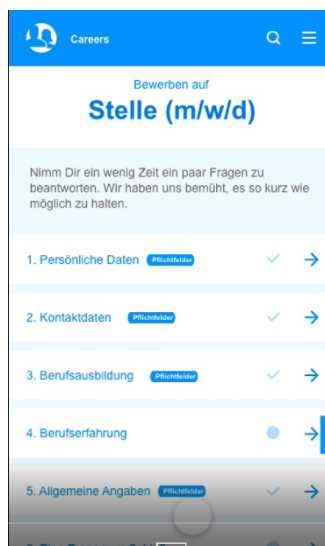 Careers
Bewerben auf
Stelle (m/w/d)
Nimm Dir ein wenig Zeit ein paar Fragen zu
beantworten. Wir haben uns bemüht, es so kurz wie
möglich zu halten.
1. Persönliche Daten Pflichtfelder
2. Kontaktdaten Pflichtfelder
3. Berufsausbildung Pflichtfelder
4. Berufserfahrung
5. Allgemeine Angaben Pflichtfelder